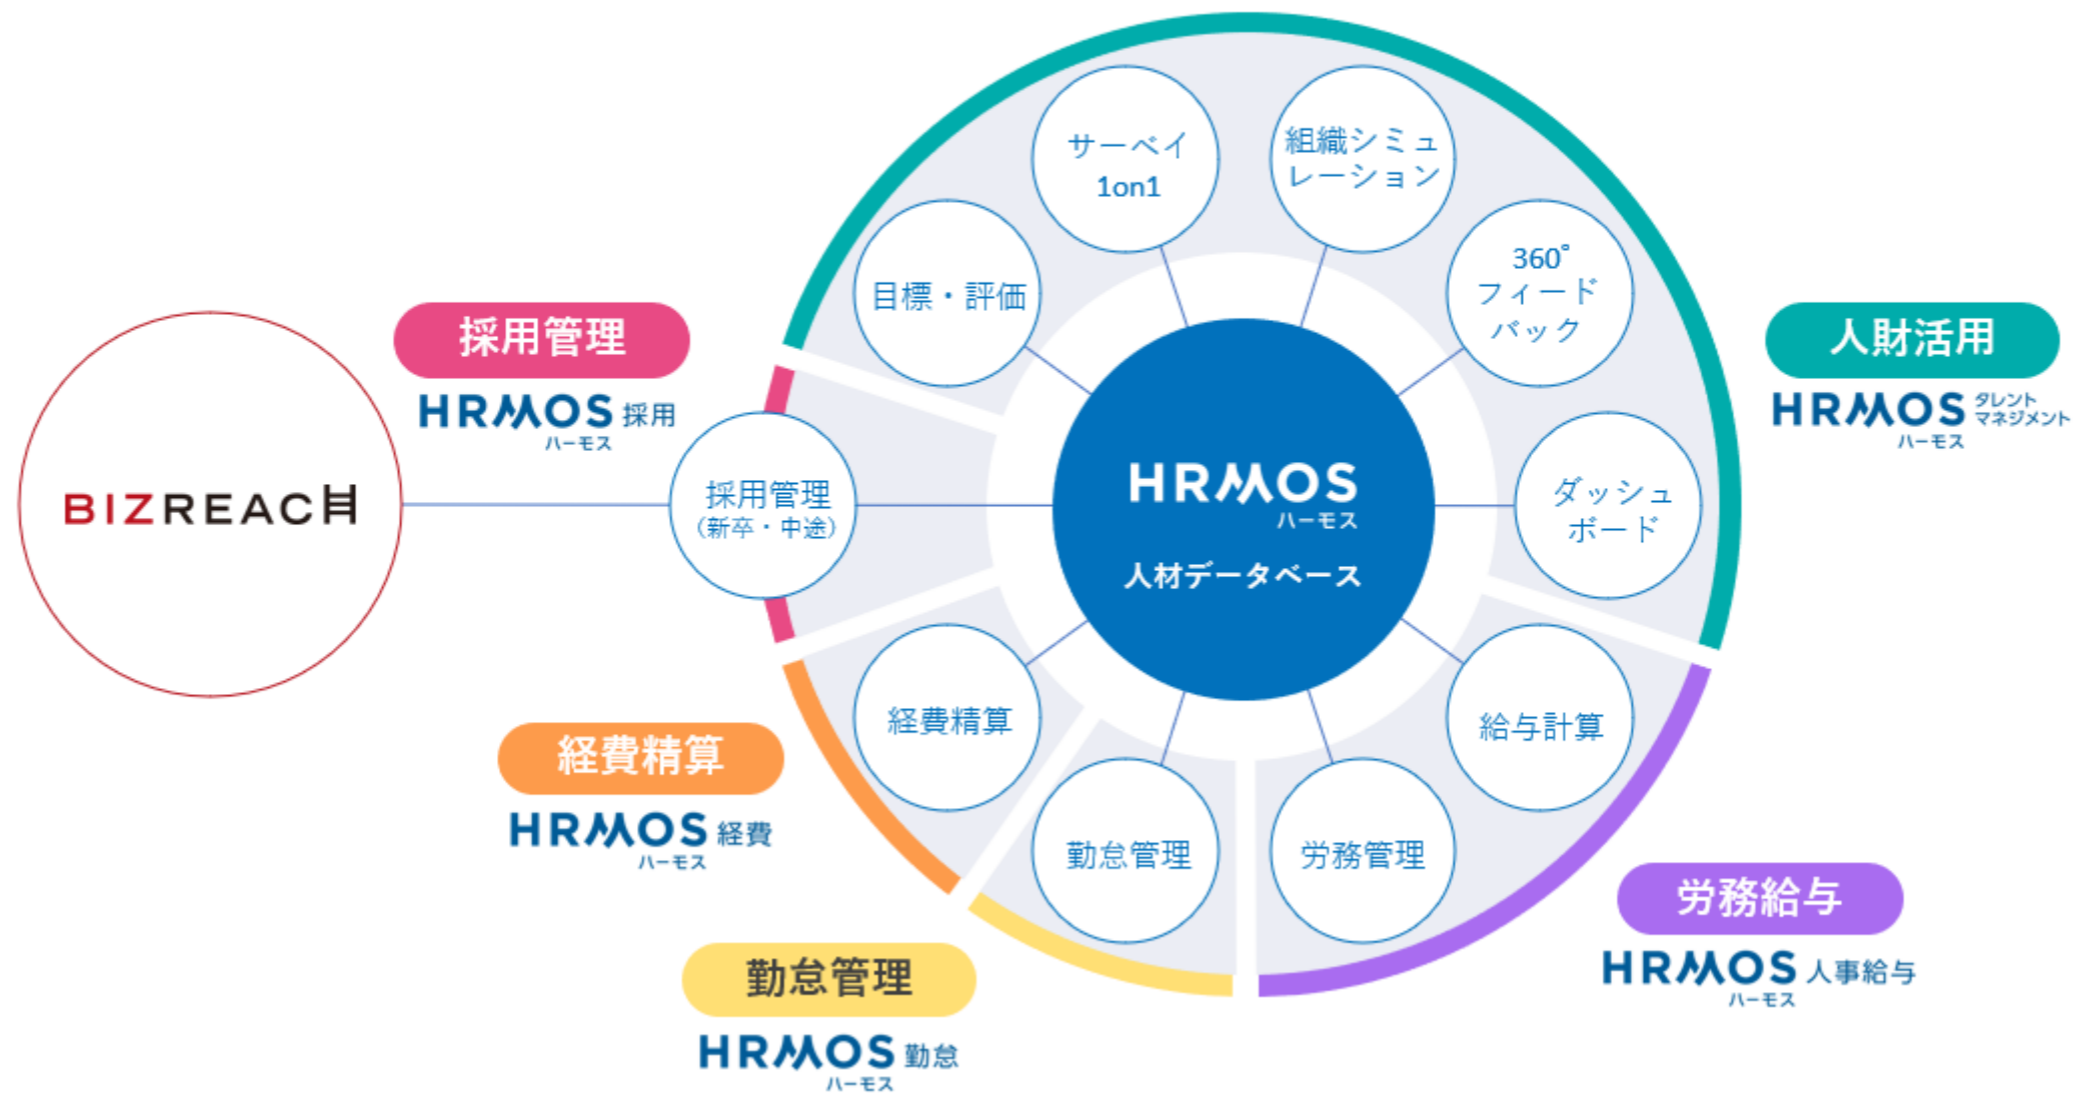 サーベイ
1on1
組織シミュ
レーション
目標・評価
360°
フィード
バック
採用管理
HRMOS 採用
ハーモス
人財活用
HRMOS タレント
マネジメント
ハーモス
BIZREACH
採用管理
（新卒・中途）
HRMOS
ハーモス
人材データベース
ダッシュ
ボード
経費精算
給与計算
経費精算
HRMOS 経費
ハーモス
勤怠管理
労務管理
労務給与
HRMOS 人事給与
ハーモス
勤怠管理
HRMOS 勤怠
ハーモス